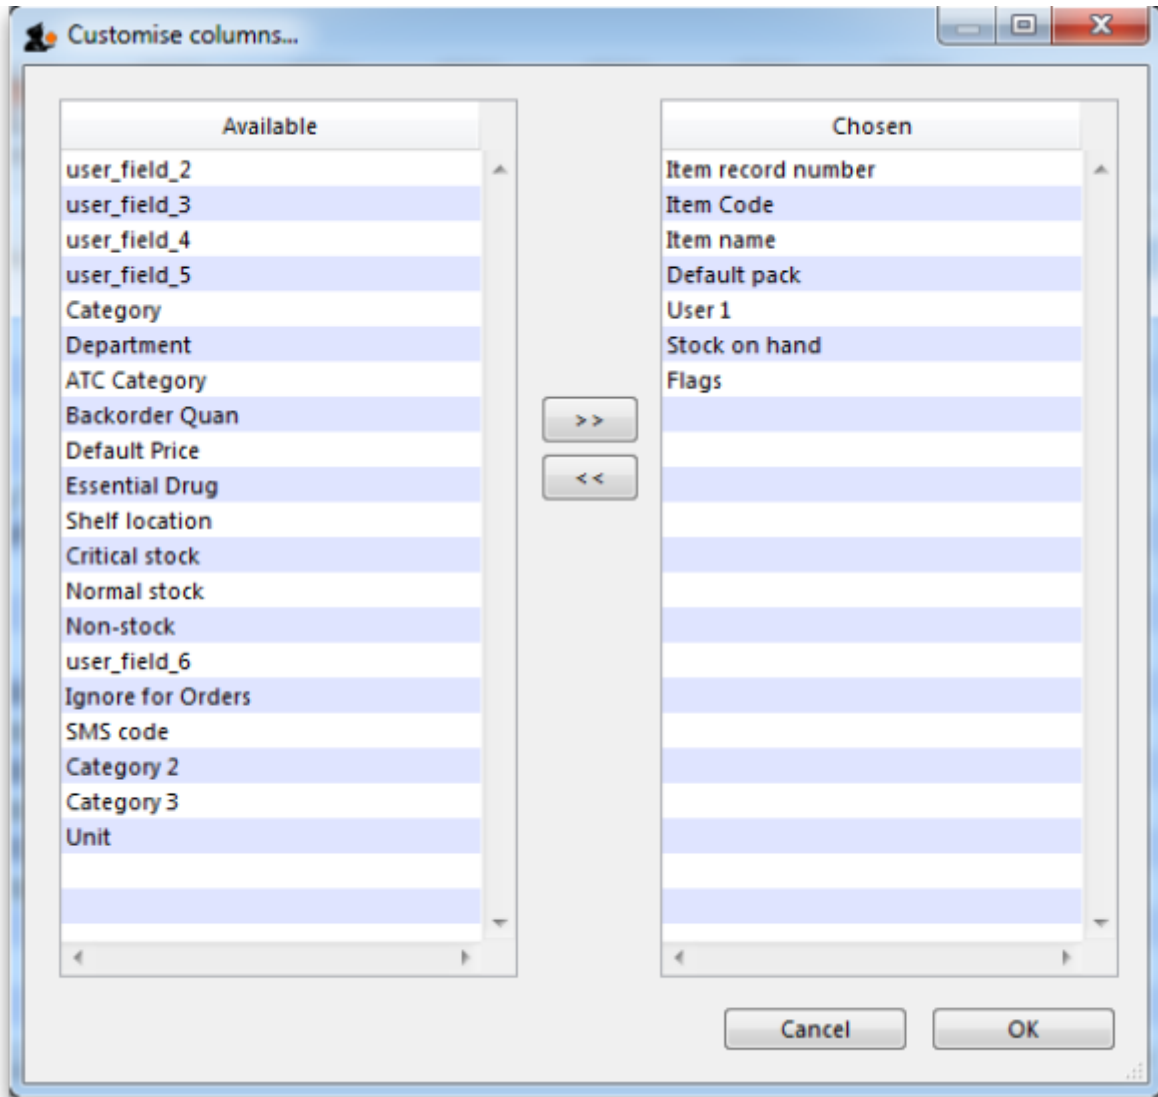 Customise columns...
Available
user_field_2
user_field_3
user_field_4
user_field_5
Category
Department
ATC Category
Backorder Quan
Default Price
Essential Drug
Shelf location
Critical stock
Normal stock
Non-stock
user_field_6
Ignore for Orders
SMS code
Category 2
Category 3
Unit
>>
<<
Chosen
Item record number
Item Code
Item name
Default pack
User 1
Stock on hand
Flags
Cancel
OK